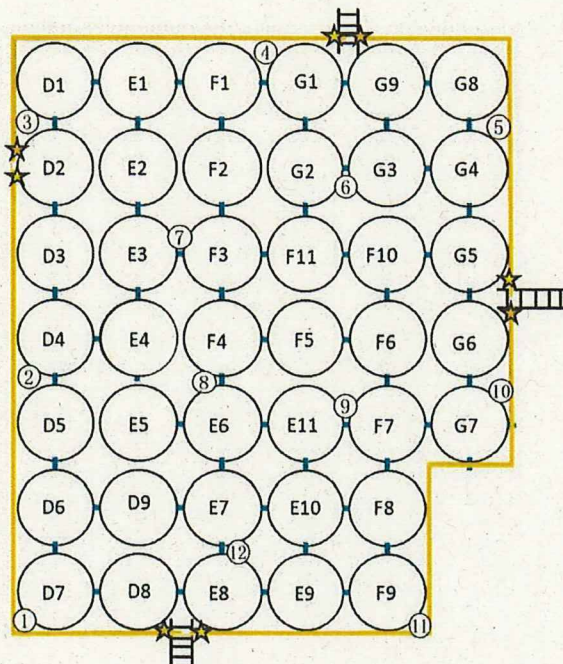 ④
D1 E1 F1 G1 G9 G8
③ ⑤
D2 E2 F2 G2 G3 G4
⑥
⑦
D3 E3 F3 F11 F10 G5
D4 E4 F4 F5 F6 G6
② ⑧ ⑩
⑨
D5 E5 E6 E11 F7 G7
D6 D9 E7 E10 F8
⑫
D7 D8 E8 E9 F9
① ⑪